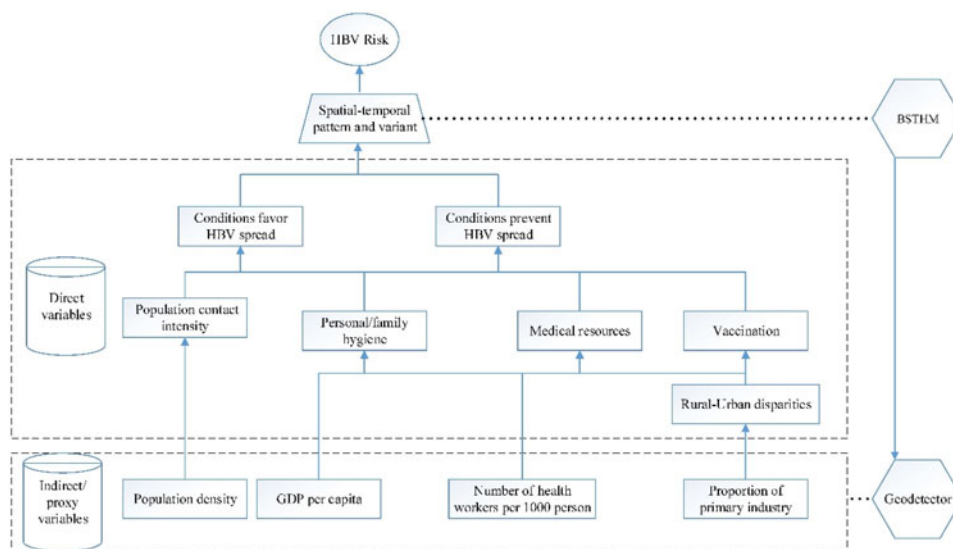 HBV Risk
Spatial-temporal
pattern and variant
BSTHM
Conditions favor
HBV spread
Conditions prevent
HBV spread
Direct
variables
Population contact
intensity
Personal/family
hygiene
Medical resources
Vaccination
Rural-Urban disparities
Indirect/
proxy
variables
Population density
GDP per capita
Number of health
workers per 1000 person
Proportion of
primary industry
Geodetector